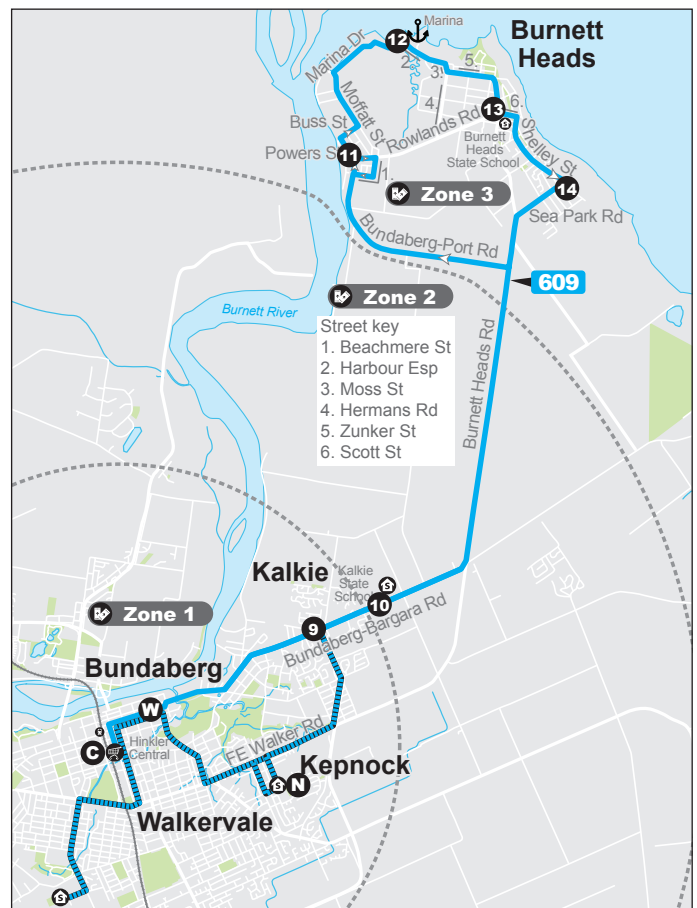 Marina
Burnett
Heads
12
Marina Dr
2.
3.
5.
4.
Moffatt St
Buss St
Rowlands Rd
13
6.
Powers S
11
1.
Burnett
Heads
State School
Shelley St
14
Zone 3
Sea Park Rd
Bundaberg-Port Rd
609
Zone 2
Burnett River
Street key
1. Beachmere St
2. Harbour Esp
3. Moss St
4. Hermans Rd
5. Zunker St
6. Scott St
Burnett Heads Rd
Kalkie
Kalkie
State
School
10
Zone 1
9
Bundaberg-Bargara Rd
Bundaberg
W
C
Hinkler
Central
FE Walker Rd
Kepnock
N
Walkervale
S
S
S
S